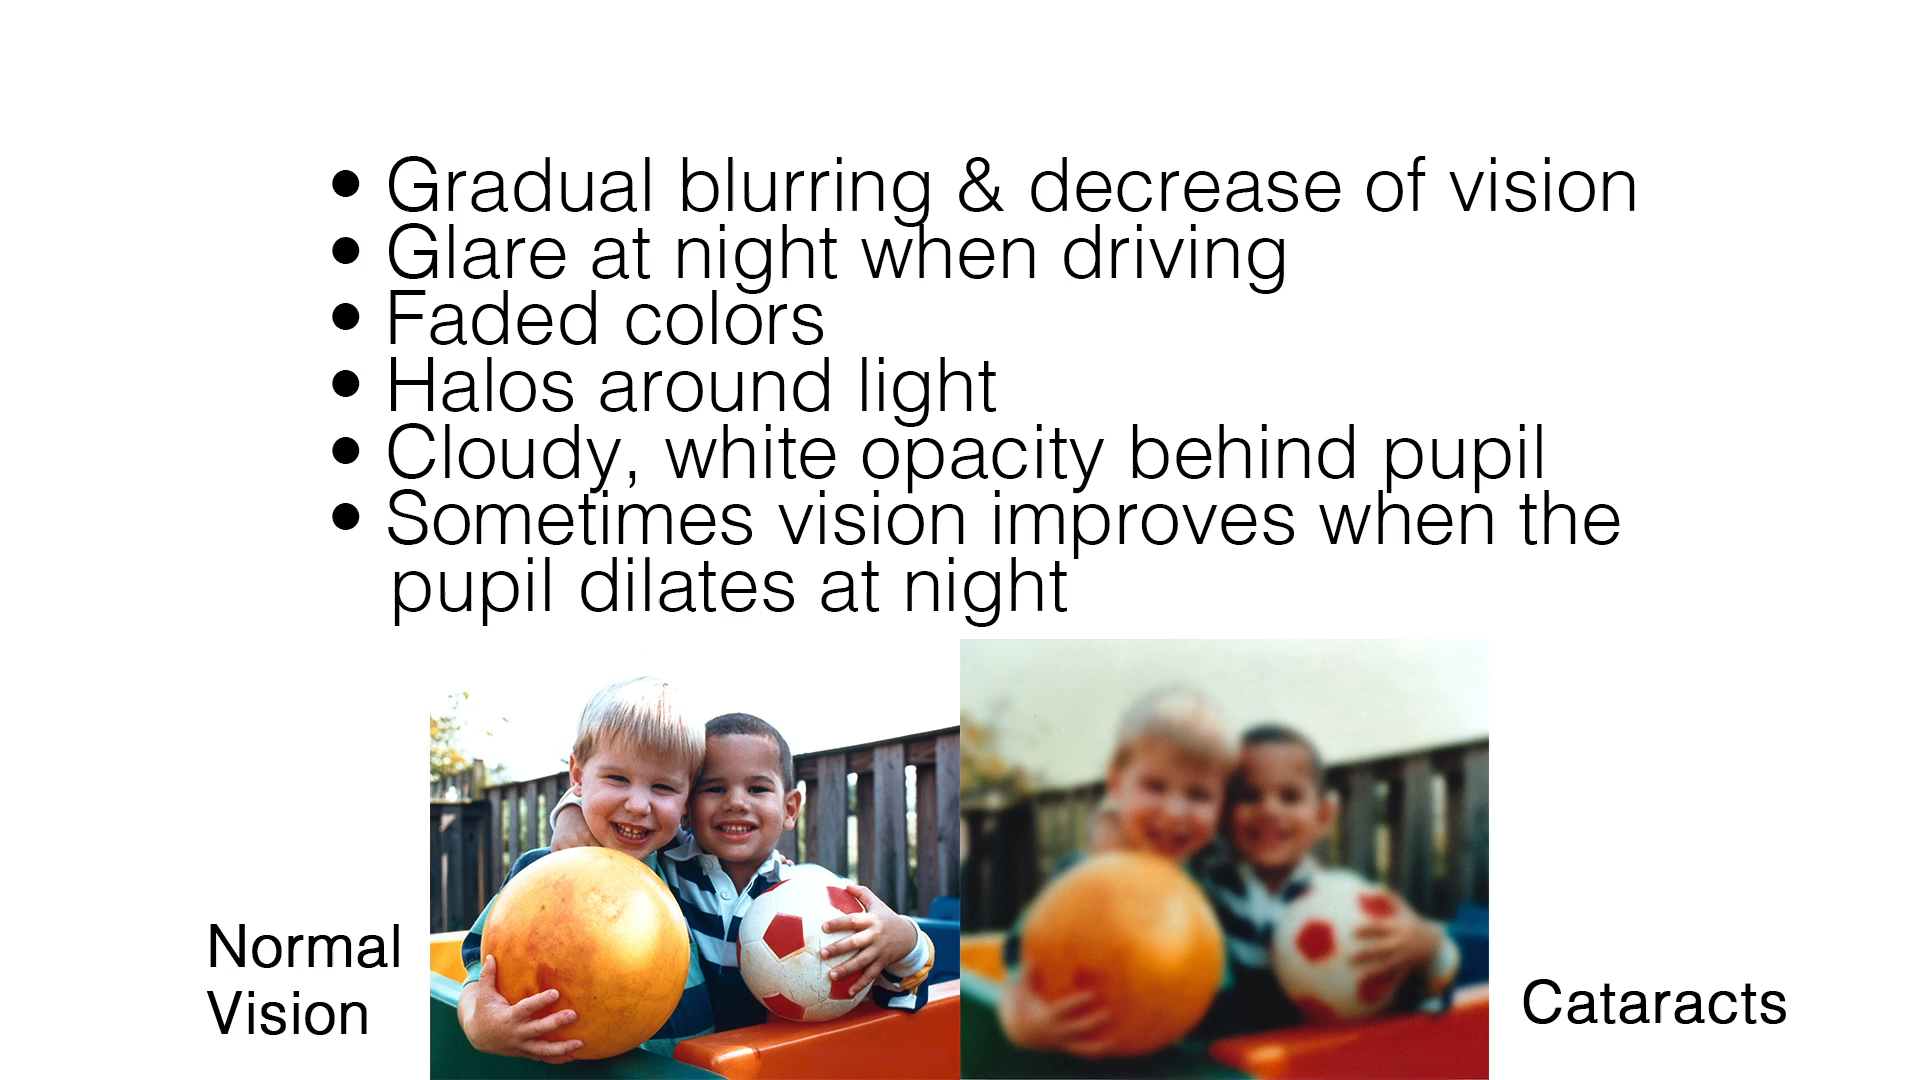 • Gradual blurring & decrease of vision
• Glare at night when driving
• Faded colors
• Halos around light
• Cloudy, white opacity behind pupil
• Sometimes vision improves when the
pupil dilates at night
Normal
Vision
Cataracts